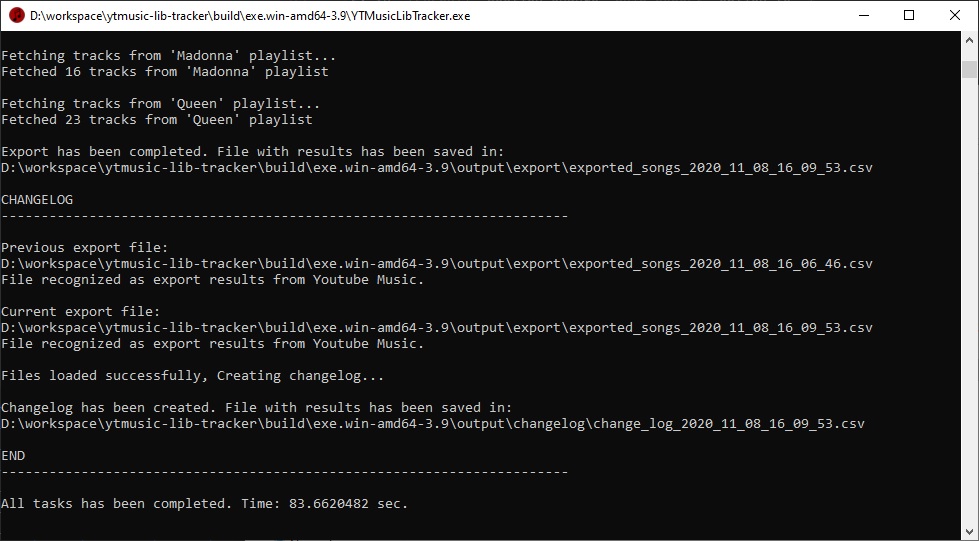 D:\workspace\ytmusic-lib-tracker\build\exe.win-amd64-3.9\YTMusicLibTracker.exe
Fetching tracks from 'Madonna' playlist...
Fetched 16 tracks from 'Madonna' playlist
Fetching tracks from 'Queen' playlist...
Fetched 23 tracks from 'Queen' playlist
Export has been completed. File with results has been saved in:
D:\workspace\ytmusic-lib-tracker\build\exe.win-amd64-3.9\output\export\exported_songs_2020_11_08_16_09_53.csv
CHANGELOG
-----------------------------------------------------------------------
Previous export file:
D:\workspace\ytmusic-lib-tracker\build\exe.win-amd64-3.9\output\export\exported_songs_2020_11_08_16_06_46.csv
File recognized as export results from Youtube Music.
Current export file:
D:\workspace\ytmusic-lib-tracker\build\exe.win-amd64-3.9\output\export\exported_songs_2020_11_08_16_09_53.csv
File recognized as export results from Youtube Music.
Files loaded successfully, Creating changelog...
Changelog has been created. File with results has been saved in:
D:\workspace\ytmusic-lib-tracker\build\exe.win-amd64-3.9\output\changelog\change_log_2020_11_08_16_09_53.csv
END
-----------------------------------------------------------------------
All tasks has been completed. Time: 83.6620482 sec.